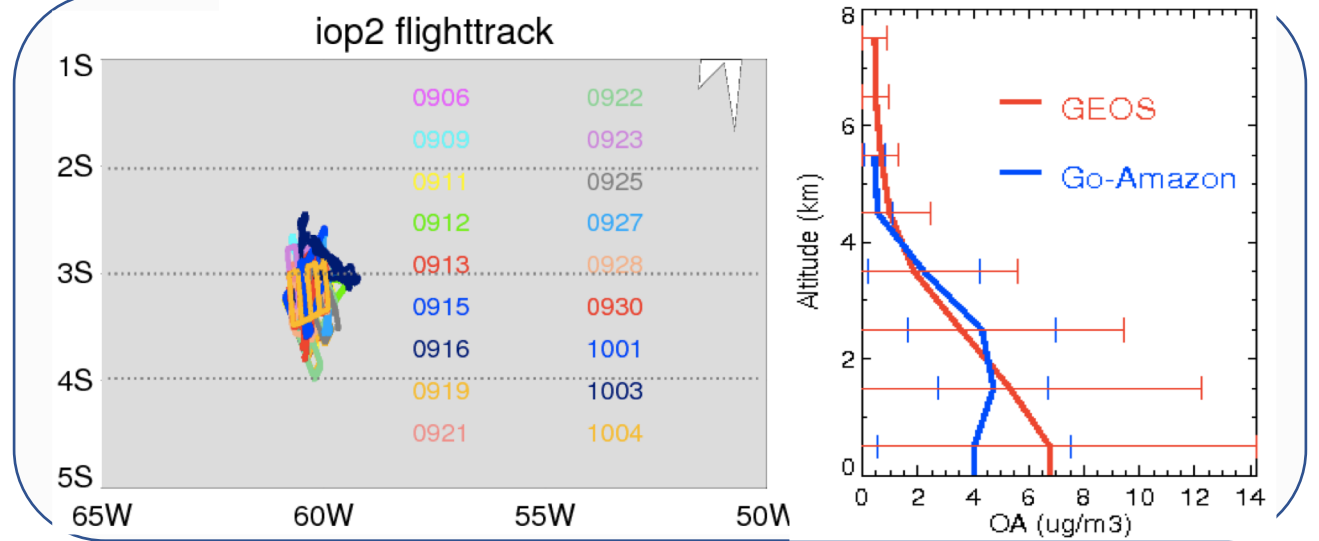 iop2 flighttrack
1S
2S
3S
4S
5S
65W
60W
55W
50W
0906
0909
0911
0912
0913
0915
0916
0919
0921
0922
0923
0925
0927
0928
0930
1001
1003
1004
8
6
4
2
0
Altitude (km)
GEOS
Go-Amazon
0 2 4 6 8 10 12 14
OA (ug/m3)